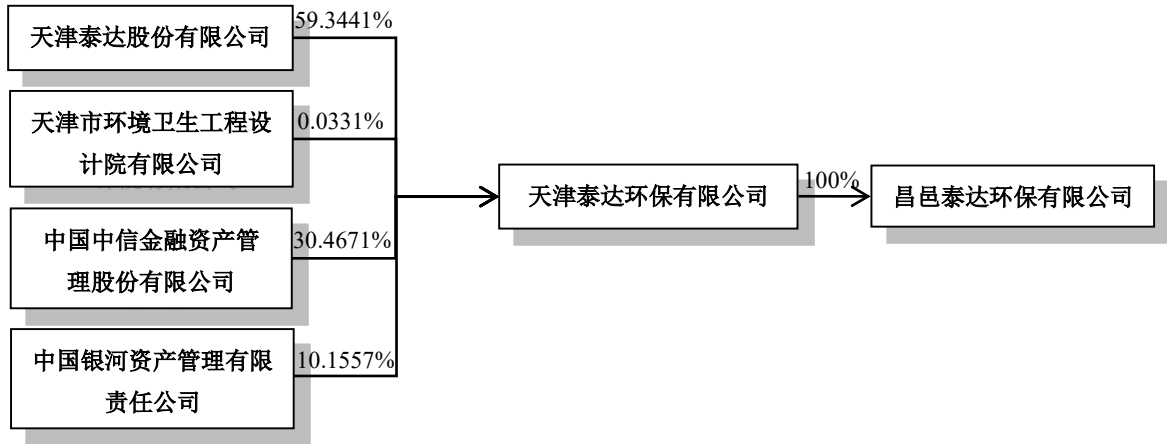 天津泰达股份有限公司
59.3441%
天津市环境卫生工程设
计院有限公司
0.0331%
中国中信金融资产管
理股份有限公司
30.4671%
中国银河资产管理有限
责任公司
10.1557%
天津泰达环保有限公司
100%
昌邑泰达环保有限公司